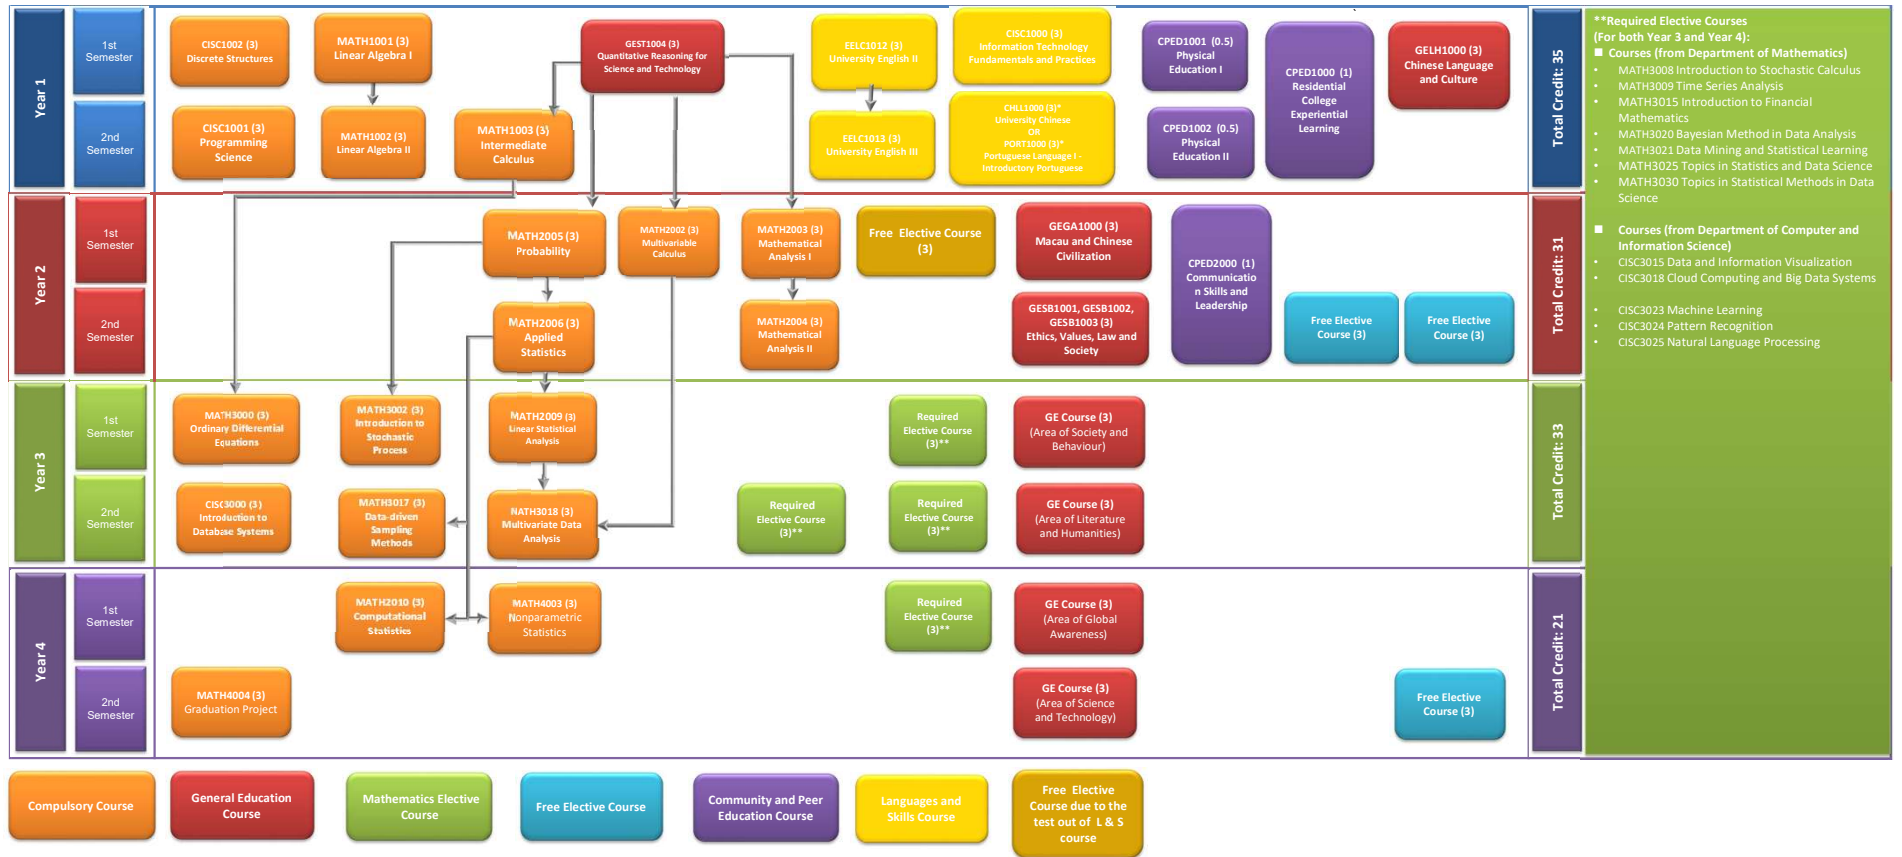 Year 1
1st
Semester
2nd
Semester
CISC1002 (3)
Discrete Structures
MATH1001 (3)
Linear Algebra I
GEST1004 (3)
Quantitative Reasoning for
Science and Technology
EELC1012 (3)
University English II
CISC1000 (3)
Information Technology
Fundamentals and Practices
CPED1001 (0.5)
Physical
Education I
CPED1000 (1)
Residential
College
Experiential
Learning
GELH1000 (3)
Chinese Language
and Culture
CISC1001 (3)
Programming
Science
MATH1002 (3)
Linear Algebra II
MATH1003 (3)
Intermediate
Calculus
EELC1013 (3)
University English III
CHLL1000 (3)*
University Chinese
OR
PORT1000 (3)*
Portuguese Language I -
Introductory Portuguese
CPED1002 (0.5)
Physical
Education II
Total Credit: 35
Year 2
1st
Semester
2nd
Semester
MATH2005 (3)
Probability
MATH2002 (3)
Multivariable
Calculus
MATH2003 (3)
Mathematical
Analysis I
Free Elective Course
(3)
GEGA1000 (3)
Macau and Chinese
Civilization
CPED2000 (1)
Communicatio
n Skills and
Leadership
MATH2006 (3)
Applied
Statistics
MATH2004 (3)
Mathematical
Analysis II
GESB1001, GESB1002,
GESB1003 (3)
Ethics, Values, Law and
Society
Free Elective
Course (3)
Free Elective
Course (3)
Total Credit: 31
Year 3
1st
Semester
2nd
Semester
MATH3000 (3)
Ordinary Differential
Equations
MATH3002 (3)
Introduction to
Stochastic
Process
MATH2009 (3)
Linear Statistical
Analysis
Required
Elective Course
(3)**
GE Course (3)
(Area of Society and
Behaviour)
CISC3000 (3)
Introduction to
Database Systems
MATH3017 (3)
Data-driven
Sampling
Methods
MATH3018 (3)
Multivariate Data
Analysis
Required
Elective Course
(3)**
Required
Elective Course
(3)**
GE Course (3)
(Area of Literature
and Humanities)
Total Credit: 33
Year 4
1st
Semester
2nd
Semester
MATH2010 (3)
Computational
Statistics
MATH4003 (3)
Nonparametric
Statistics
Required
Elective Course
(3)**
GE Course (3)
(Area of Global
Awareness)
MATH4004 (3)
Graduation Project
GE Course (3)
(Area of Science
and Technology)
Free Elective
Course (3)
Total Credit: 21
**Required Elective Courses
(For both Year 3 and Year 4):
■ Courses (from Department of Mathematics)
• MATH3008 Introduction to Stochastic Calculus
• MATH3009 Time Series Analysis
• MATH3015 Introduction to Financial
Mathematics
• MATH3020 Bayesian Method in Data Analysis
• MATH3021 Data Mining and Statistical Learning
• MATH3025 Topics in Statistics and Data Science
• MATH3030 Topics in Statistical Methods in Data
Science
■ Courses (from Department of Computer and
Information Science)
• CISC3015 Data and Information Visualization
• CISC3018 Cloud Computing and Big Data Systems
• CISC3023 Machine Learning
• CISC3024 Pattern Recognition
• CISC3025 Natural Language Processing
Compulsory Course
General Education
Course
Mathematics Elective
Course
Free Elective Course
Community and Peer
Education Course
Languages and
Skills Course
Free Elective
Course due to the
test out of L & S
course